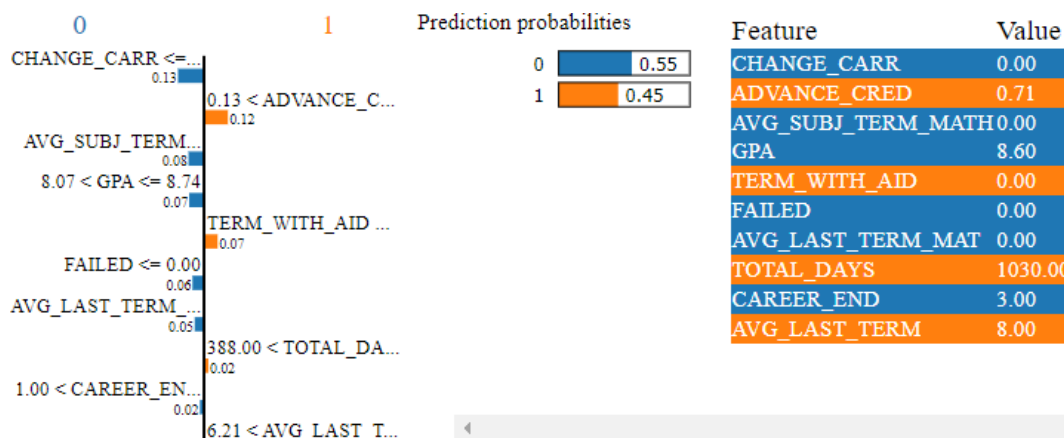 0 1
CHANGE_CARR <=...
0.13
0.13 < ADVANCE_C...
0.12
AVG_SUBJ_TERM...
0.08
8.07 < GPA <= 8.74
0.07
TERM_WITH_AID ...
0.07
FAILED <= 0.00
0.06
AVG_LAST_TERM_...
0.05
388.00 < TOTAL_DA...
0.02
1.00 < CAREER_EN...
0.02
6.21 < AVG_LAST_T...
Prediction probabilities
0 0.55
1 0.45
Feature Value
CHANGE_CARR 0.00
ADVANCE_CRED 0.71
AVG_SUBJ_TERM_MATH 0.00
GPA 8.60
TERM_WITH_AID 0.00
FAILED 0.00
AVG_LAST_TERM_MAT 0.00
TOTAL_DAYS 1030.00
CAREER_END 3.00
AVG_LAST_TERM 8.00